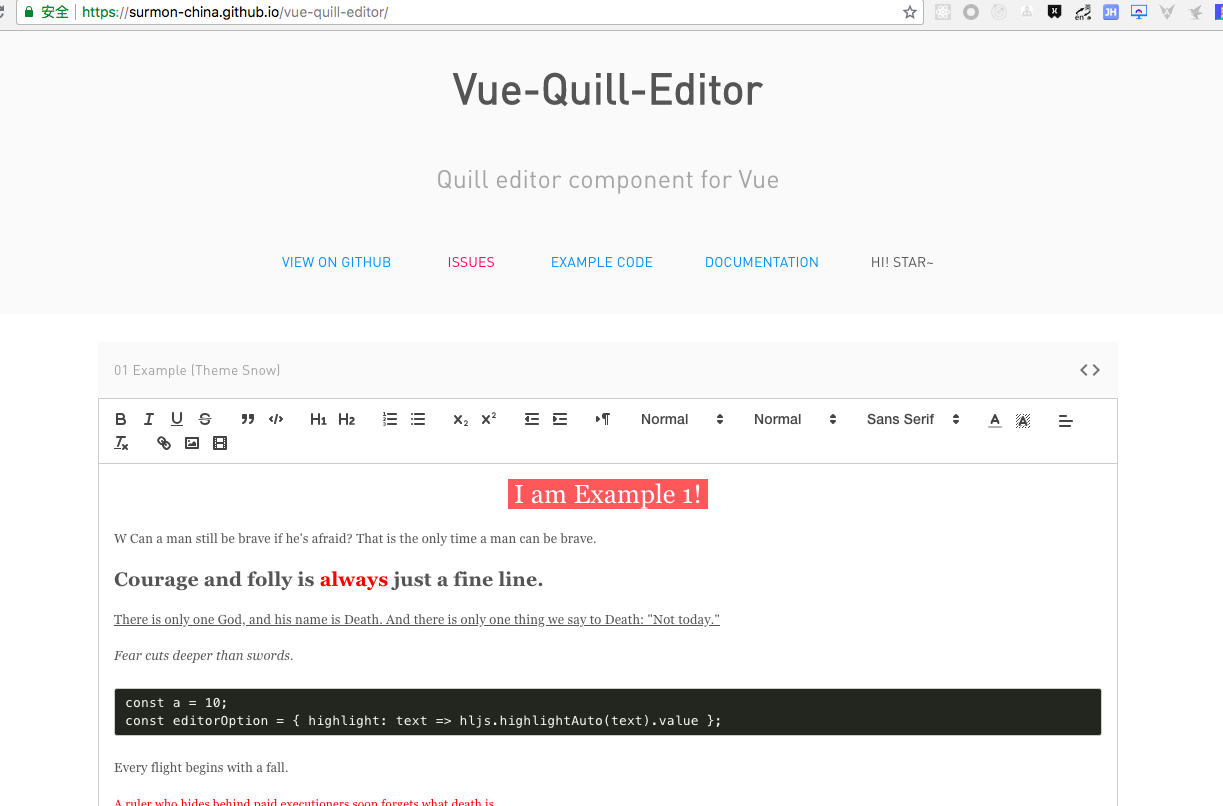 安全 https://surmon-china.github.io/vue-quill-editor/
en
JH
Vue-Quill-Editor
Quill editor component for Vue
VIEW ON GITHUB ISSUES EXAMPLE CODE DOCUMENTATION HI! STAR~
01 Example (Theme Snow)
B I U S H1 H2 X2 X² Normal Normal Sans Serif A A
Tx
I am Example 1!
W Can a man still be brave if he's afraid? That is the only time a man can be brave.
Courage and folly is always just a fine line.
There is only one God, and his name is Death. And there is only one thing we say to Death: "Not today."
Fear cuts deeper than swords.
const a = 10;
const editorOption = { highlight: text => hljs.highlightAuto(text).value };
Every flight begins with a fall.
A ruler who hides behind paid executioners soon forgets what death is.